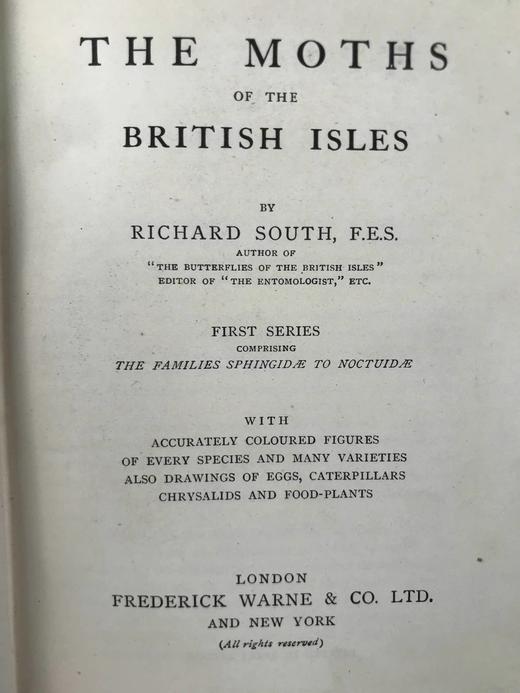 THE MOTHS
OF THE
BRITISH ISLES
BY
RICHARD SOUTH, F.E.S.
AUTHOR OF
"THE BUTTERFLIES OF THE BRITISH ISLES"
EDITOR OF "THE ENTOMOLOGIST," ETC.
FIRST SERIES
COMPRISING
THE FAMILIES SPHINGIDÆ TO NOCTUIDÆ
WITH
ACCURATELY COLOURED FIGURES
OF EVERY SPECIES AND MANY VARIETIES
ALSO DRAWINGS OF EGGS, CATERPILLARS
CHRYSALIDS AND FOOD-PLANTS
LONDON
FREDERICK WARNE & CO. LTD.
AND NEW YORK
(All rights reserved)